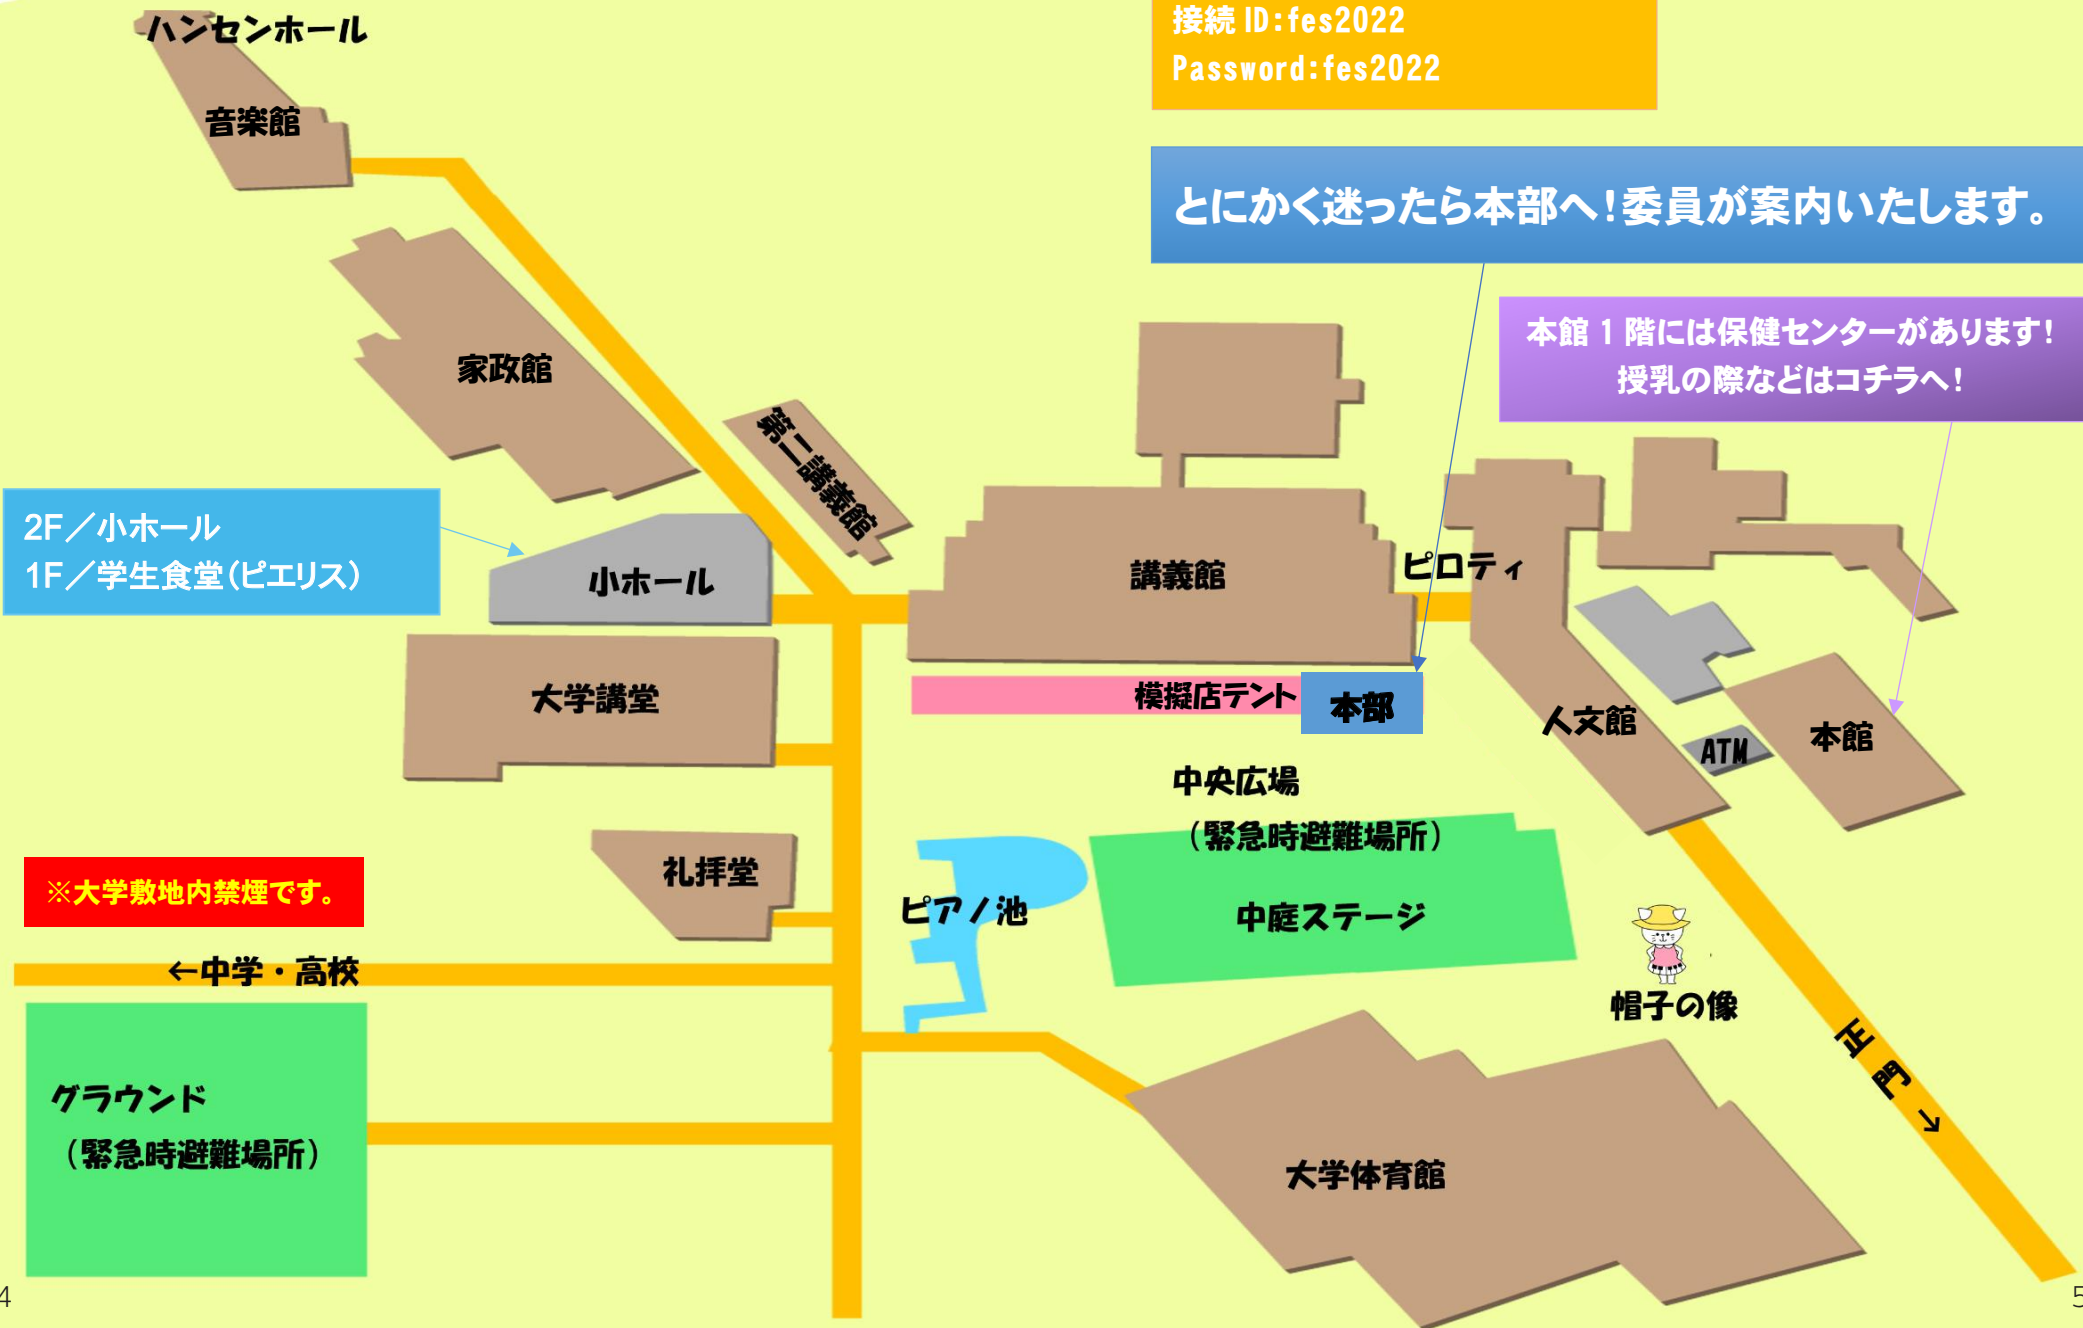 接続 ID:fes2022
Password:fes2022
ハンセンホール
音楽館
とにかく迷ったら本部へ!委員が案内いたします。
本館 1 階には保健センターがあります!
授乳の際などはコチラへ!
家政館
第二講義館
2F／小ホール
1F／学生食堂(ピエリス)
小ホール
講義館
ピロティ
大学講堂
模擬店テント
本部
人文館
ATM
本館
中央広場
(緊急時避難場所)
礼拝堂
※大学敷地内禁煙です。
ピアノ池
中庭ステージ
←中学・高校
帽子の像
正門→
グラウンド
(緊急時避難場所)
大学体育館
4
5